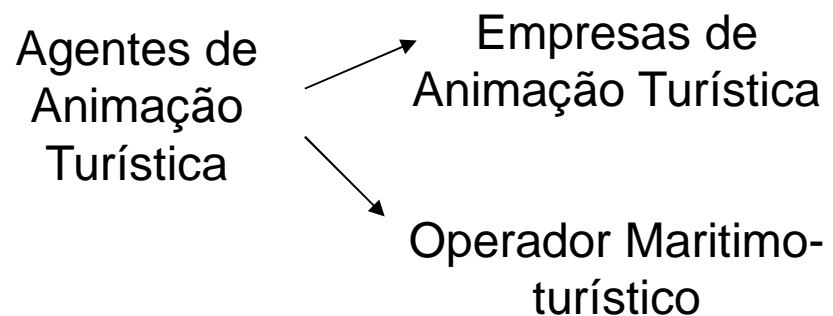 Agentes de
Animação
Turística
Empresas de
Animação Turística
Operador Maritimo-
turístico